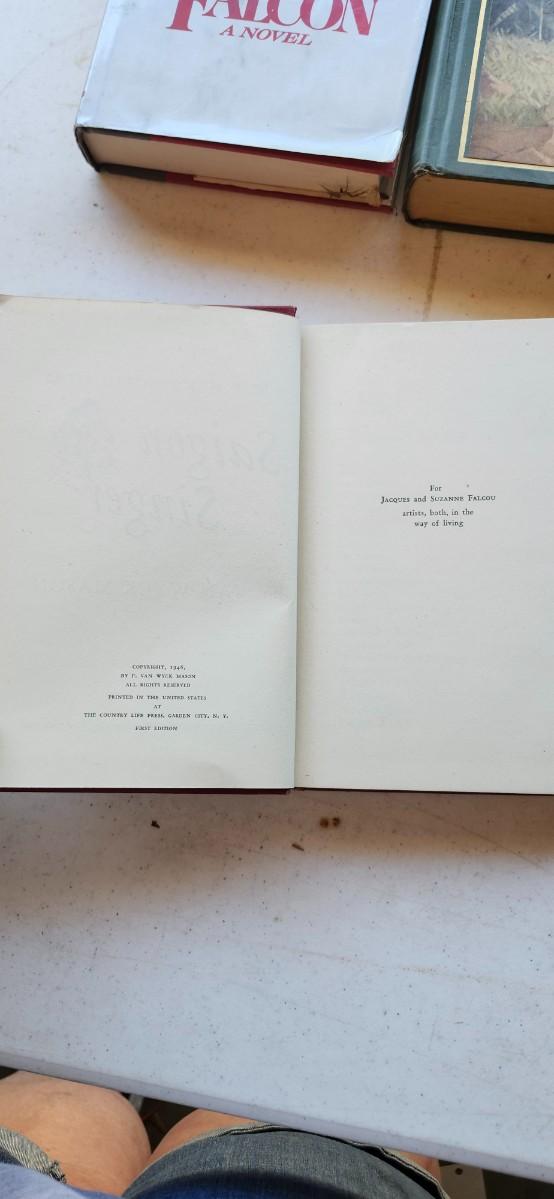 FALCON
A NOVEL
COPYRIGHT, 1946,
BY F. VAN WYCK MASON
ALL RIGHTS RESERVED
PRINTED IN THE UNITED STATES
AT
THE COUNTRY LIFE PRESS, GARDEN CITY, N. Y.
FIRST EDITION
For
JACQUES and SUZANNE FALCOU
artists, both, in the
way of living